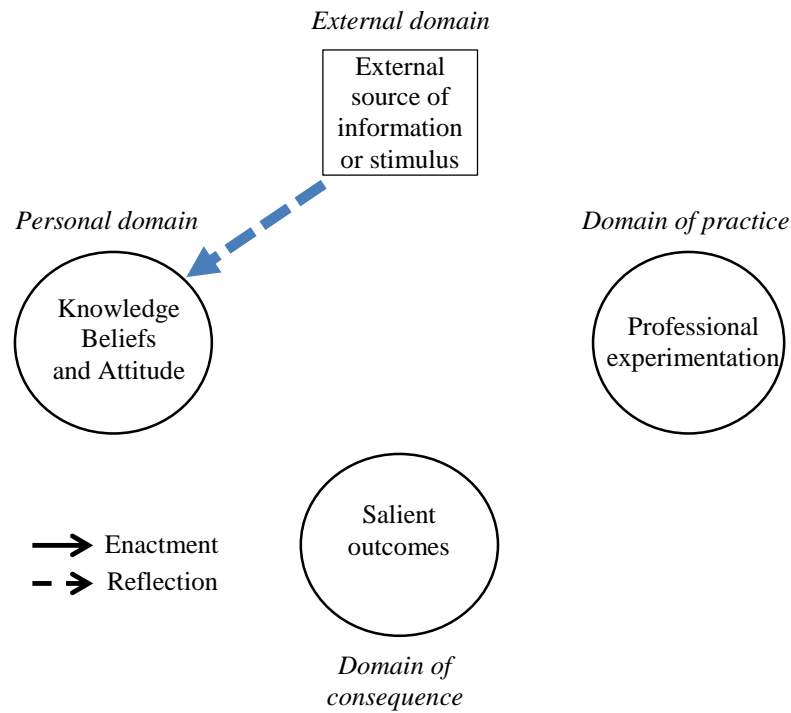 External domain
External
source of
information
or stimulus
Personal domain
Domain of practice
Knowledge
Beliefs
and Attitude
Professional
experimentation
Salient
outcomes
Enactment
Reflection
Domain of
consequence